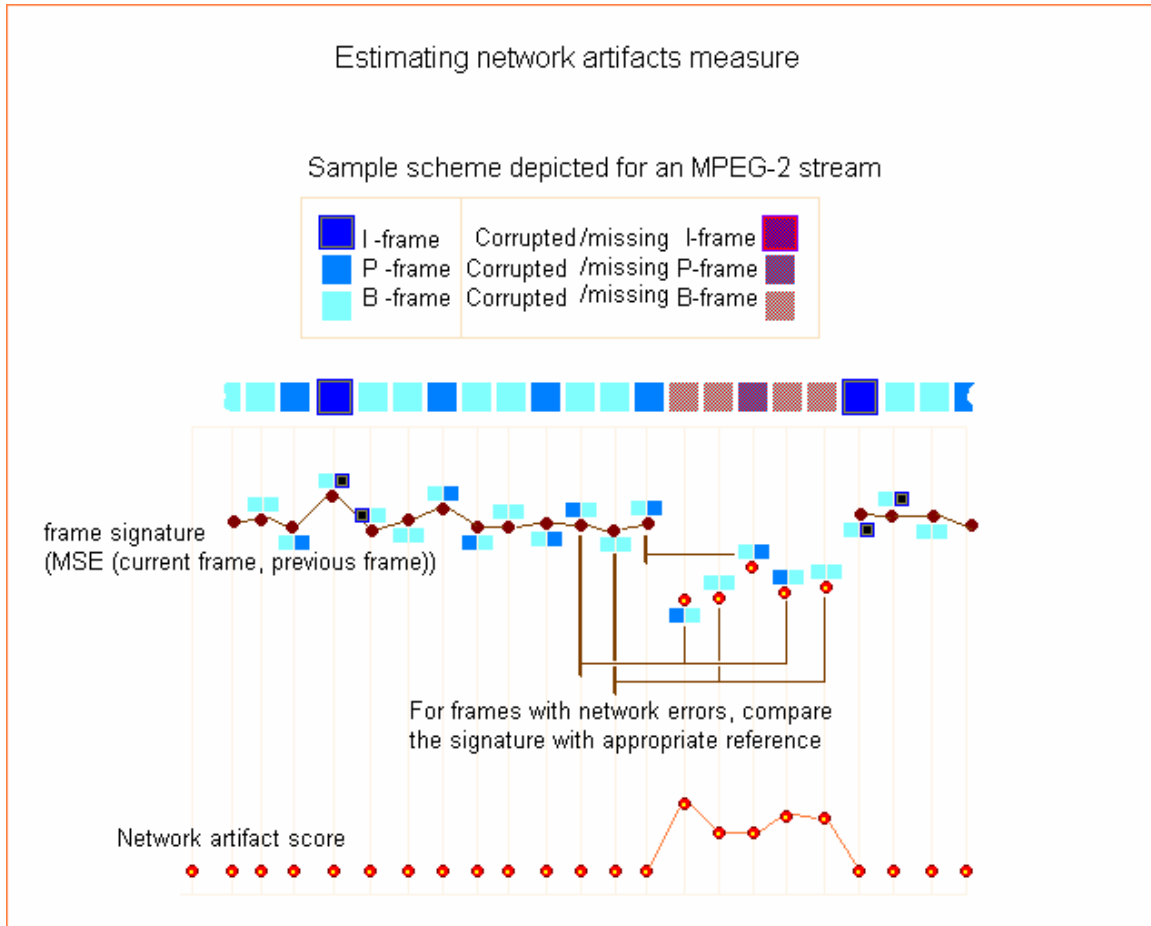 Estimating network artifacts measure
Sample scheme depicted for an MPEG-2 stream
I -frame Corrupted /missing I-frame
P -frame Corrupted /missing P-frame
B -frame Corrupted /missing B-frame
frame signature
(MSE (current frame, previous frame))
For frames with network errors, compare
the signature with appropriate reference
Network artifact score